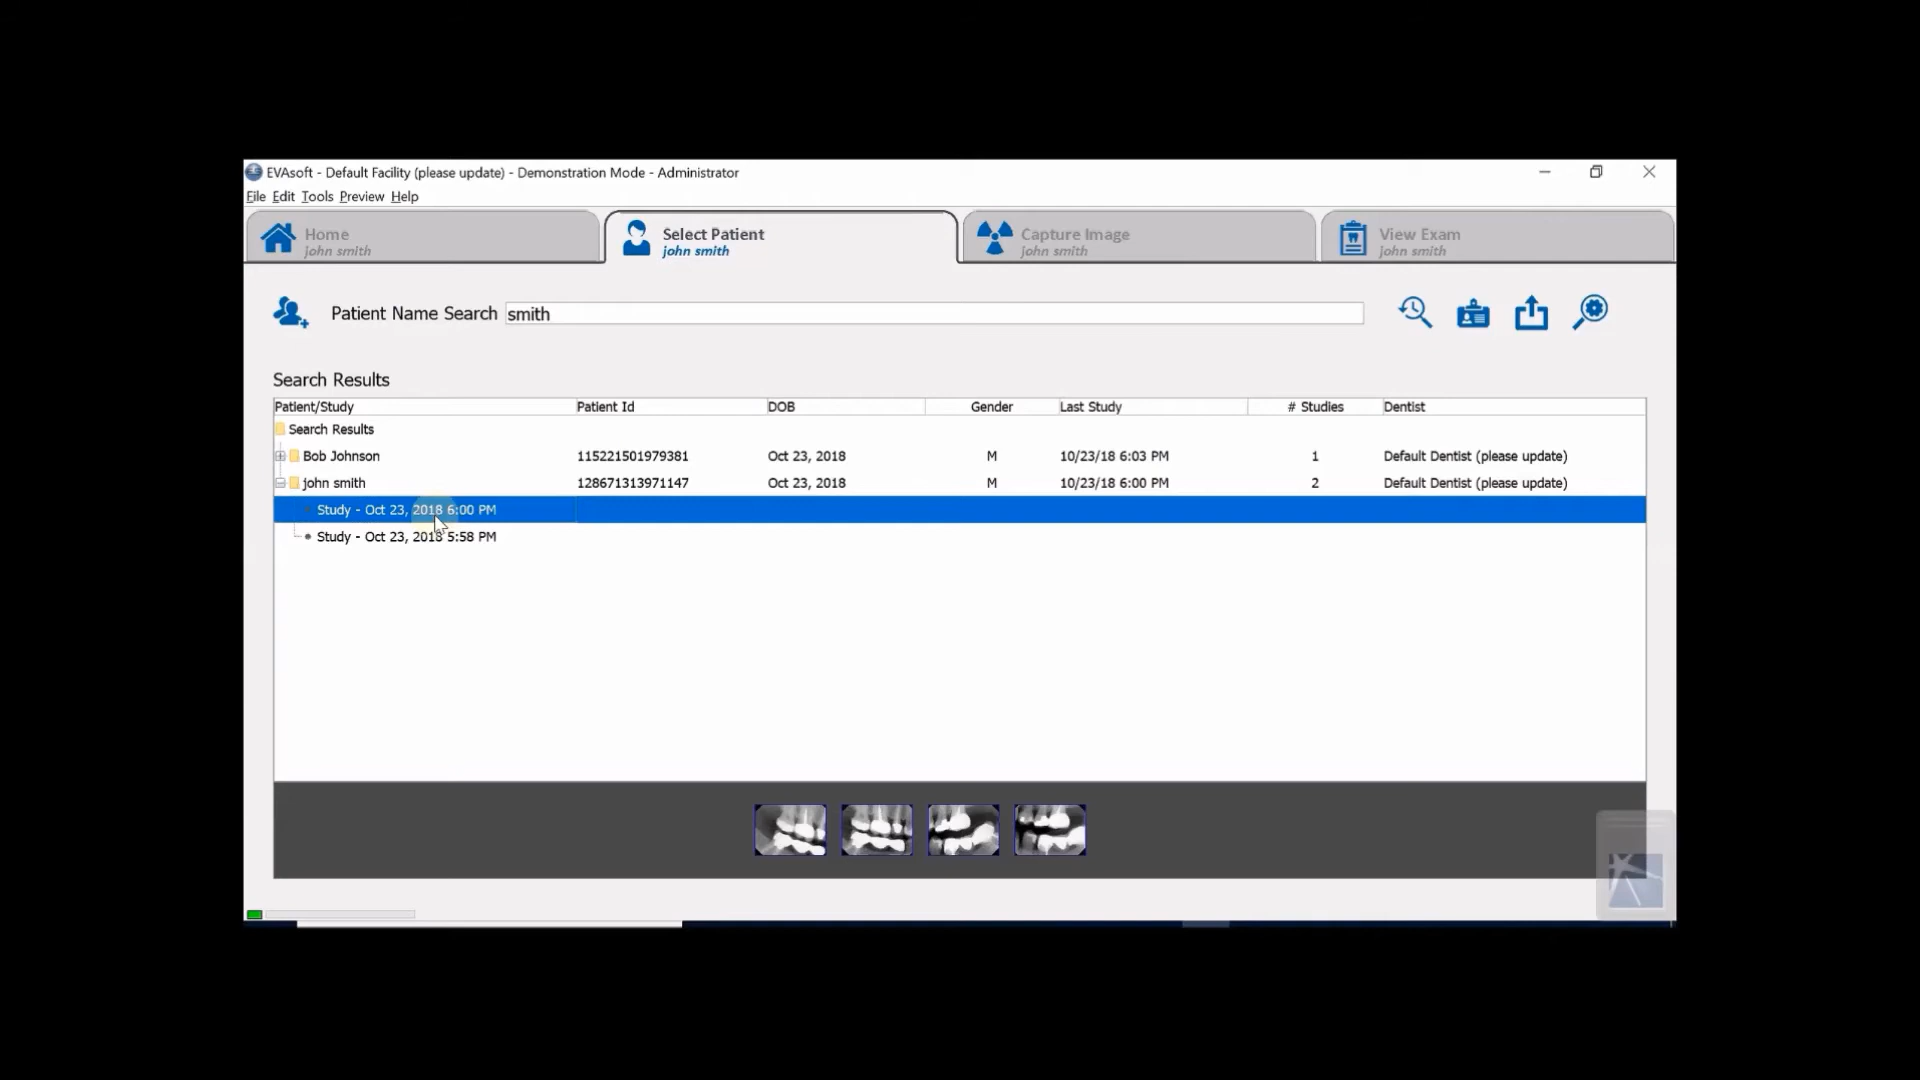 EVAsoft - Default Facility (please update) - Demonstration Mode - Administrator
File Edit Tools Preview Help
Home
john smith
Select Patient
john smith
Capture Image
john smith
View Exam
john smith
Patient Name Search smith
Search Results
Patient/Study Patient Id DOB Gender Last Study # Studies Dentist
Search Results
Bob Johnson 115221501979381 Oct 23, 2018 M 10/23/18 6:03 PM 1 Default Dentist (please update)
john smith 128671313971147 Oct 23, 2018 M 10/23/18 6:00 PM 2 Default Dentist (please update)
Study - Oct 23, 2018 6:00 PM
Study - Oct 23, 2018 5:58 PM